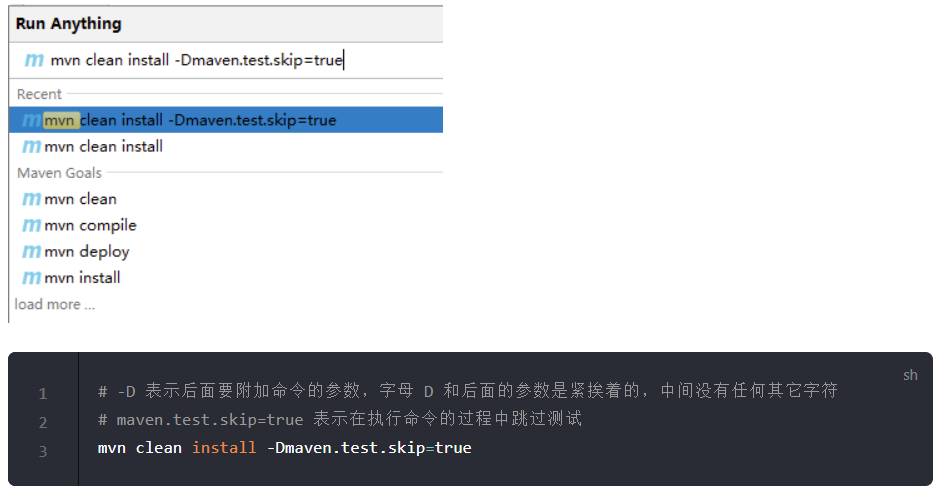 Run Anything
m mvn clean install -Dmaven.test.skip=true
Recent
m mvn clean install -Dmaven.test.skip=true
m mvn clean install
Maven Goals
m mvn clean
m mvn compile
m mvn deploy
m mvn install
load more ...
sh
1 # -D 表示后面要附加命令的参数，字母 D 和后面的参数是紧挨着的，中间没有任何其它字符
2 # maven.test.skip=true 表示在执行命令的过程中跳过测试
3 mvn clean install -Dmaven.test.skip=true